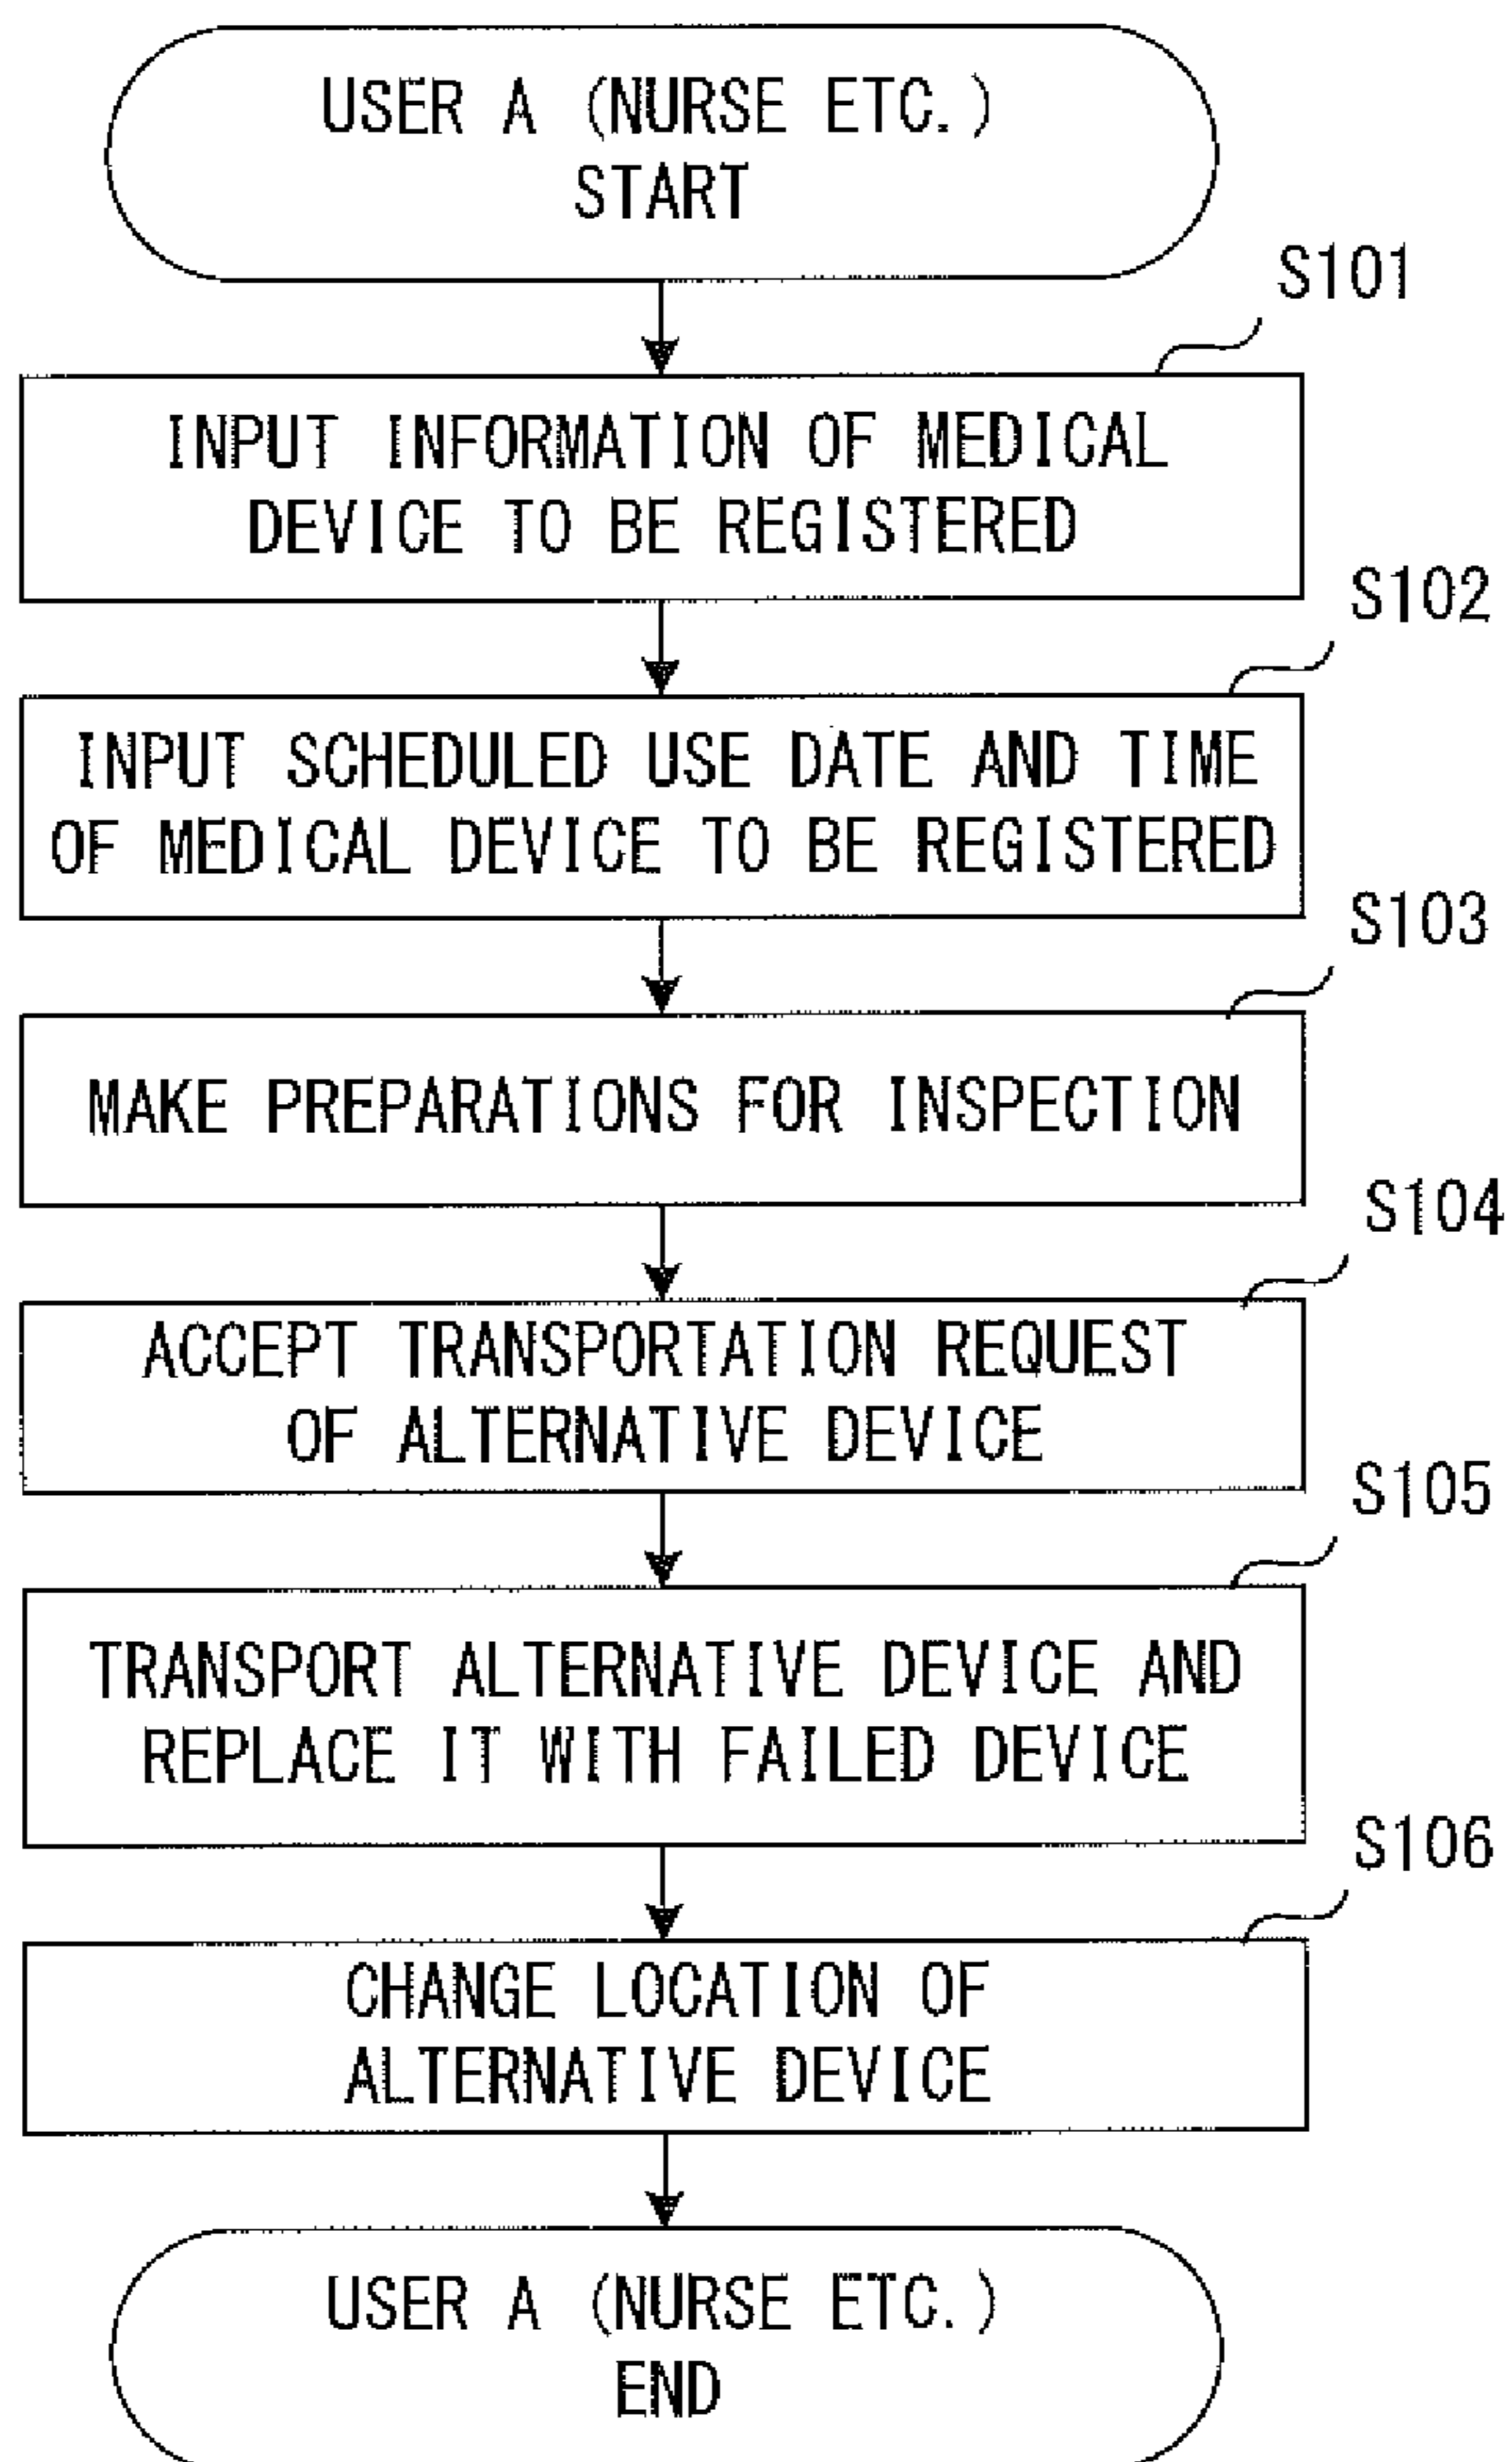 USER A (NURSE ETC.)
START
S101
INPUT INFORMATION OF MEDICAL
DEVICE TO BE REGISTERED
S102
INPUT SCHEDULED USE DATE AND TIME
OF MEDICAL DEVICE TO BE REGISTERED
S103
MAKE PREPARATIONS FOR INSPECTION
S104
ACCEPT TRANSPORTATION REQUEST
OF ALTERNATIVE DEVICE
S105
TRANSPORT ALTERNATIVE DEVICE AND
REPLACE IT WITH FAILED DEVICE
S106
CHANGE LOCATION OF
ALTERNATIVE DEVICE
USER A (NURSE ETC.)
END